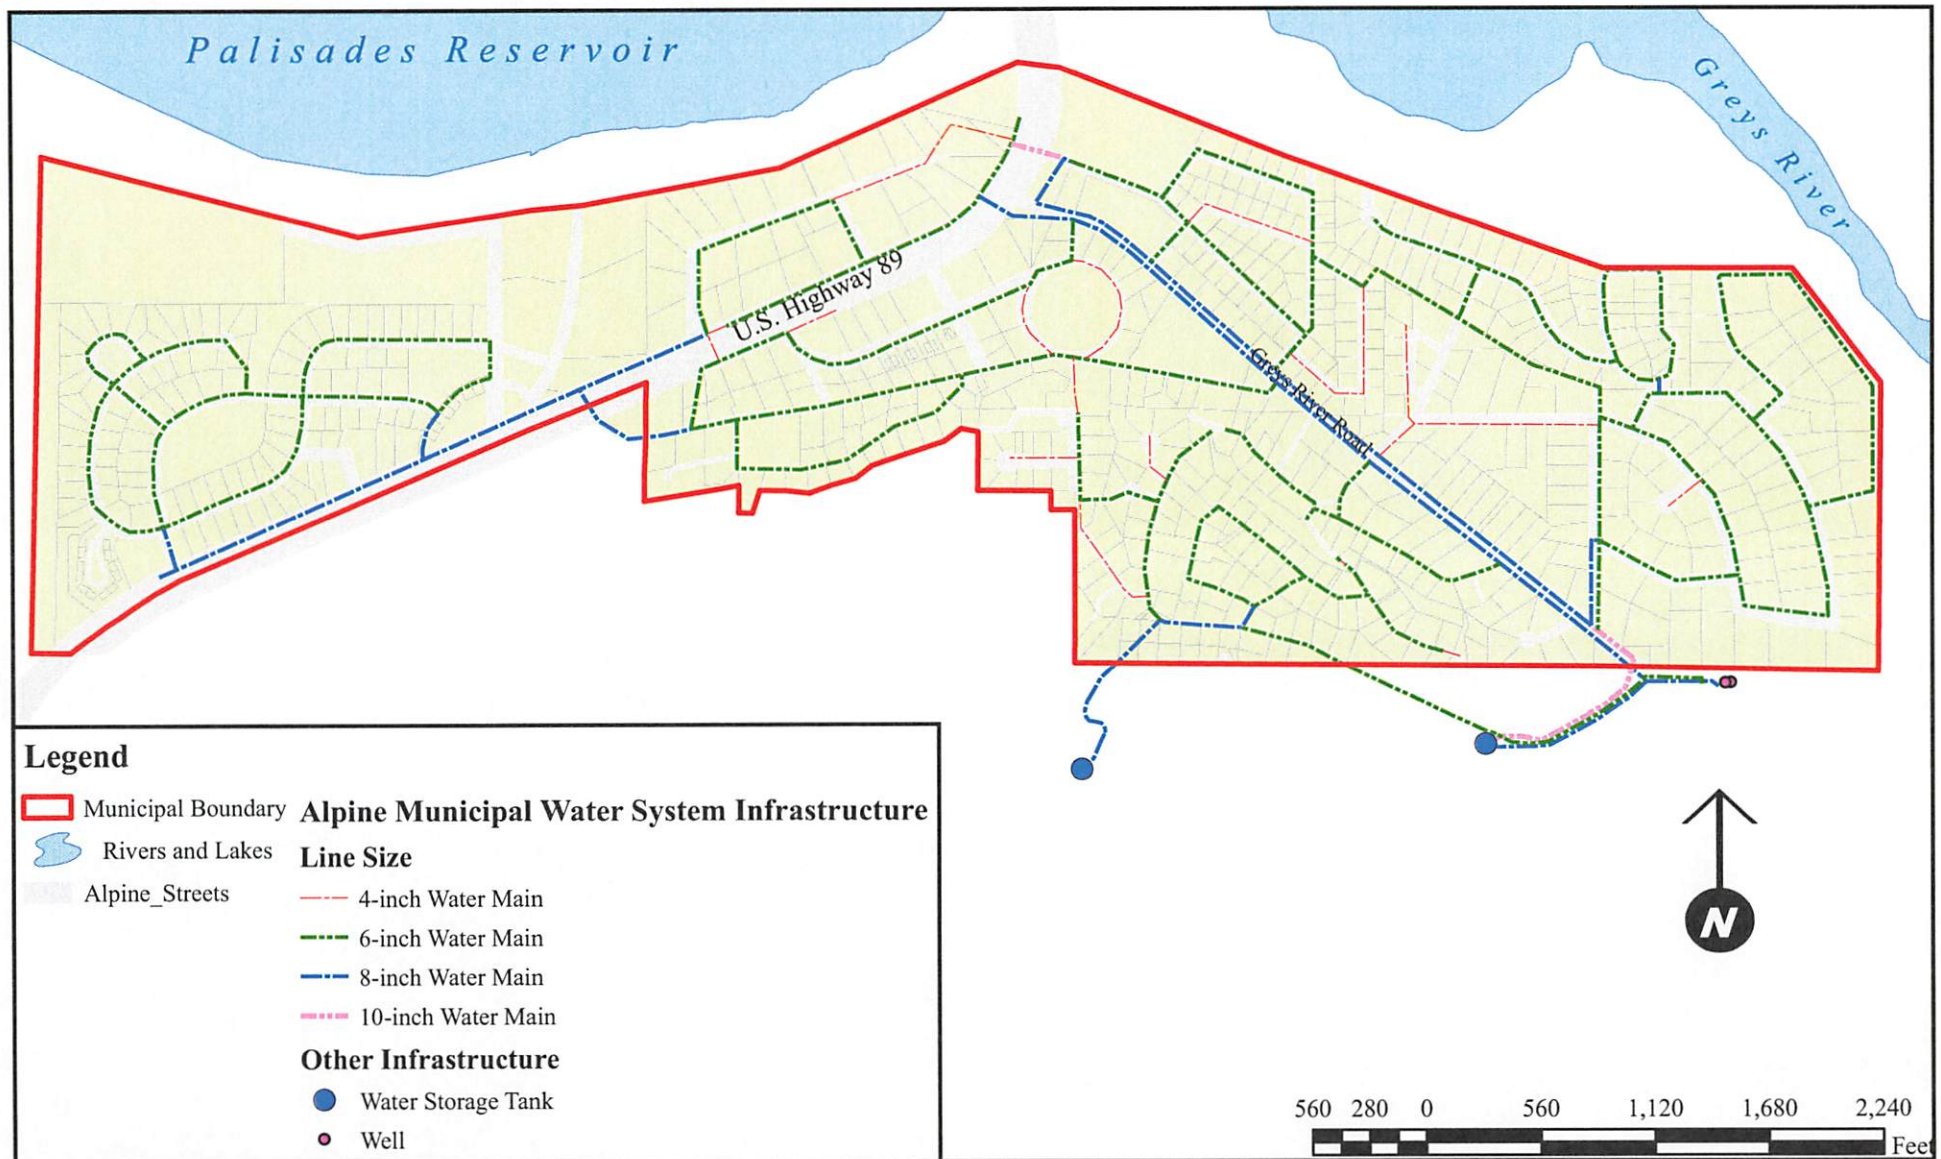 Palisades Reservoir
Greys River
U.S. Highway 89
Greys River Road
Legend
Municipal Boundary
Rivers and Lakes
Alpine_Streets
Alpine Municipal Water System Infrastructure
Line Size
4-inch Water Main
6-inch Water Main
8-inch Water Main
10-inch Water Main
Other Infrastructure
Water Storage Tank
Well
N
560 280 0 560 1,120 1,680 2,240
Feet